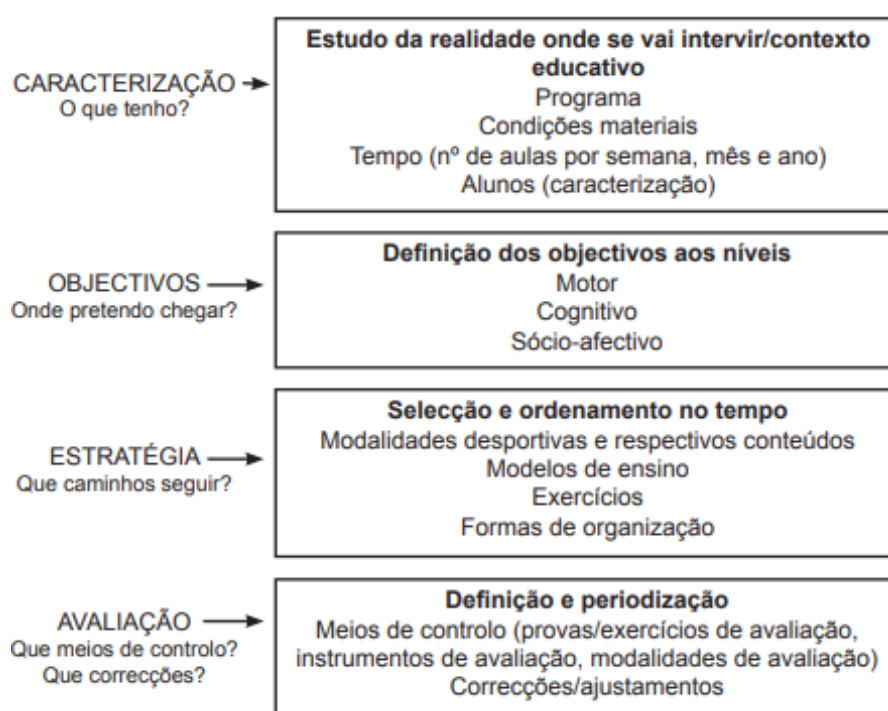 CARACTERIZAÇÃO
O que tenho?
Estudo da realidade onde se vai intervir/contexto
educativo
Programa
Condições materiais
Tempo (nº de aulas por semana, mês e ano)
Alunos (caracterização)
OBJECTIVOS
Onde pretendo chegar?
Definição dos objectivos aos níveis
Motor
Cognitivo
Sócio-afectivo
ESTRATÉGIA
Que caminhos seguir?
Selecção e ordenamento no tempo
Modalidades desportivas e respectivos conteúdos
Modelos de ensino
Exercícios
Formas de organização
AVALIAÇÃO
Que meios de controlo?
Que correcções?
Definição e periodização
Meios de controlo (provas/exercícios de avaliação,
instrumentos de avaliação, modalidades de avaliação)
Correcções/ajustamentos